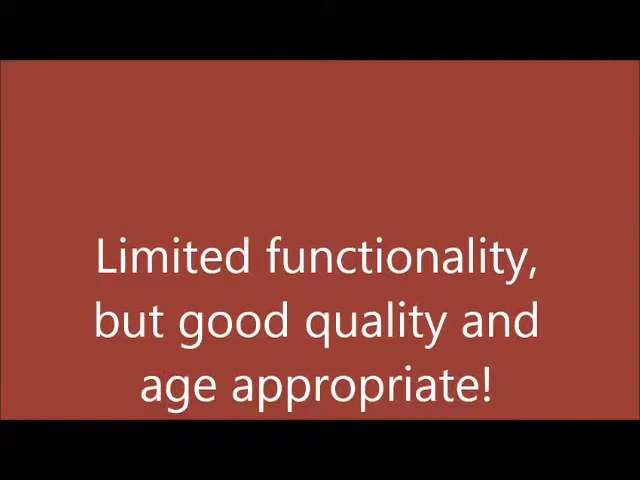 Limited functionality,
but good quality and
age appropriate!